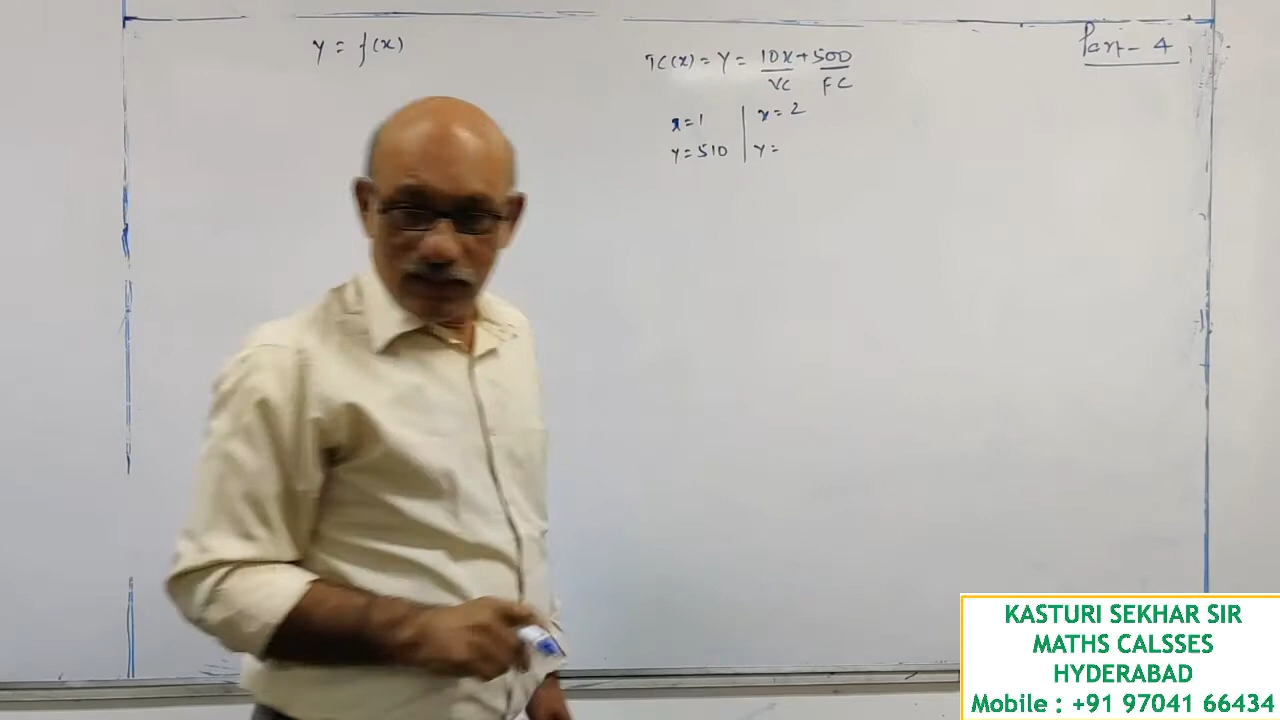 y = f(x)
TC(x) = y = 10x + 500
VC FC
x = 1 | x = 2
y = 510 | y =
Part - 4
KASTURI SEKHAR SIR
MATHS CALSSES
HYDERABAD
Mobile : +91 97041 66434